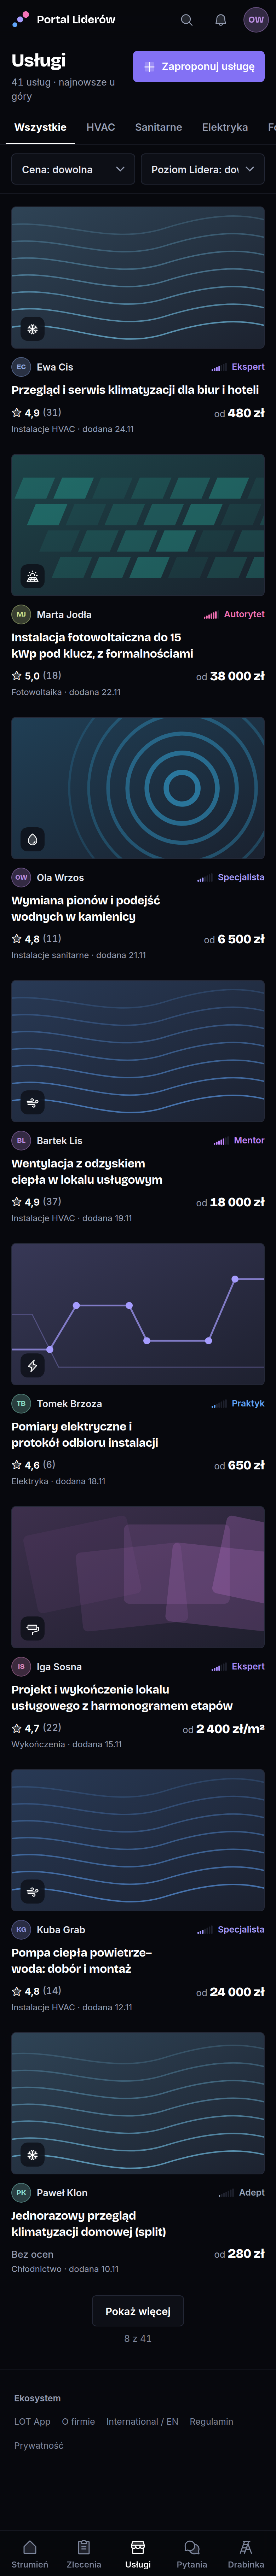 Portal Liderów
OW
Usługi
41 usług · najnowsze u
góry
Zaproponuj usługę
Wszystkie HVAC Sanitarne Elektryka
Cena: dowolna
Poziom Lidera:
EC Ewa Cis Ekspert
Przegląd i serwis klimatyzacji dla biur i hoteli
4,9 (31) od 480 zł
Instalacje HVAC · dodana 24.11
MJ Marta Jodła Autorytet
Instalacja fotowoltaiczna do 15
kWp pod klucz, z formalnościami
5,0 (18) od 38 000 zł
Fotowoltaika · dodana 22.11
OW Ola Wrzos Specjalista
Wymiana pionów i podejść
wodnych w kamienicy
4,8 (11) od 6 500 zł
Instalacje sanitarne · dodana 21.11
BL Bartek Lis Mentor
Wentylacja z odzyskiem
ciepła w lokalu usługowym
4,9 (37) od 18 000 zł
Instalacje HVAC · dodana 19.11
TB Tomek Brzoza Praktyk
Pomiary elektryczne i
protokół odbioru instalacji
4,6 (6) od 650 zł
Elektryka · dodana 18.11
IS Iga Sosna Ekspert
Projekt i wykończenie lokalu
usługowego z harmonogramem etapów
4,7 (22) od 2 400 zł/m²
Wykończenia · dodana 15.11
KG Kuba Grab Specjalista
Pompa ciepła powietrze–
woda: dobór i montaż
4,8 (14) od 24 000 zł
Instalacje HVAC · dodana 12.11
PK Paweł Klon Adept
Jednorazowy przegląd
klimatyzacji domowej (split)
Bez ocen od 280 zł
Chłodnictwo · dodana 10.11
Pokaż więcej
8 z 41
Ekosystem
LOT App O firmie International / EN Regulamin
Prywatność
Strumień Zlecenia Usługi Pytania Drabinka